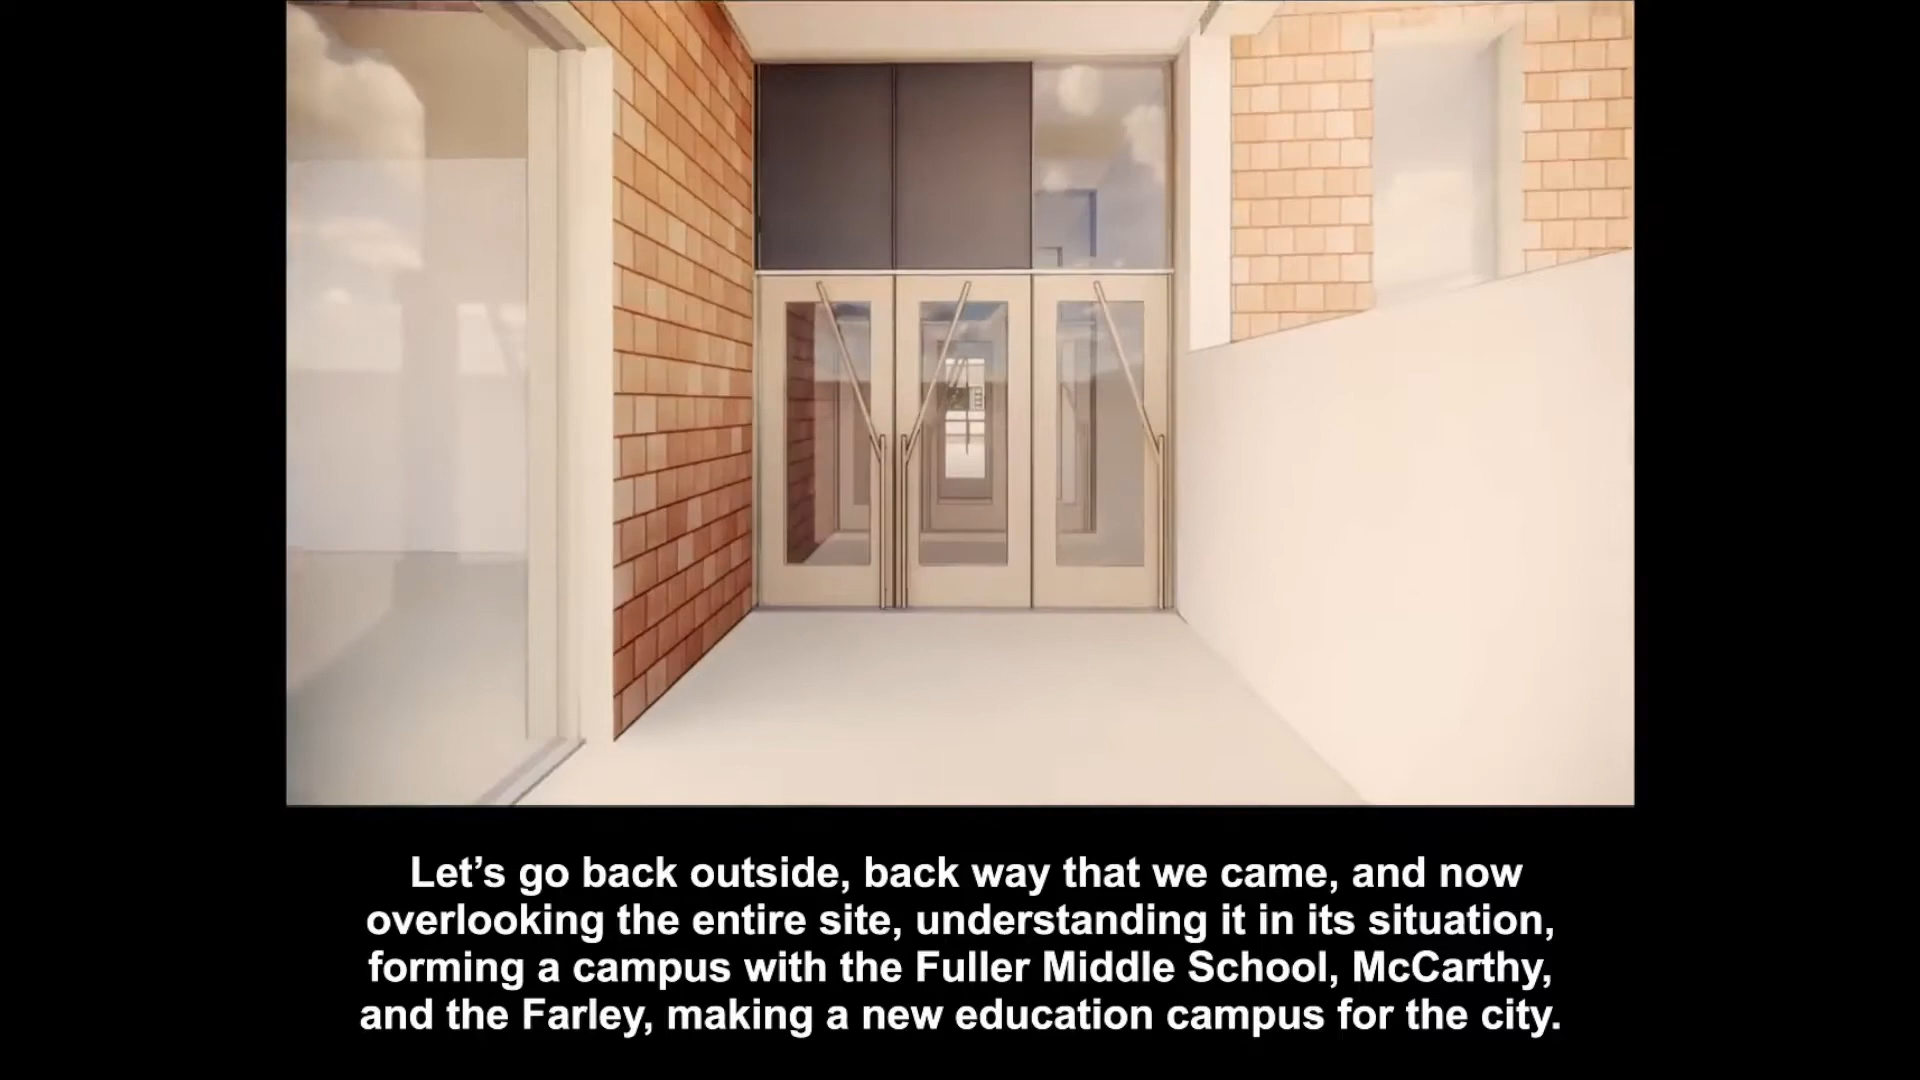 Let’s go back outside, back way that we came, and now
overlooking the entire site, understanding it in its situation,
forming a campus with the Fuller Middle School, McCarthy,
and the Farley, making a new education campus for the city.